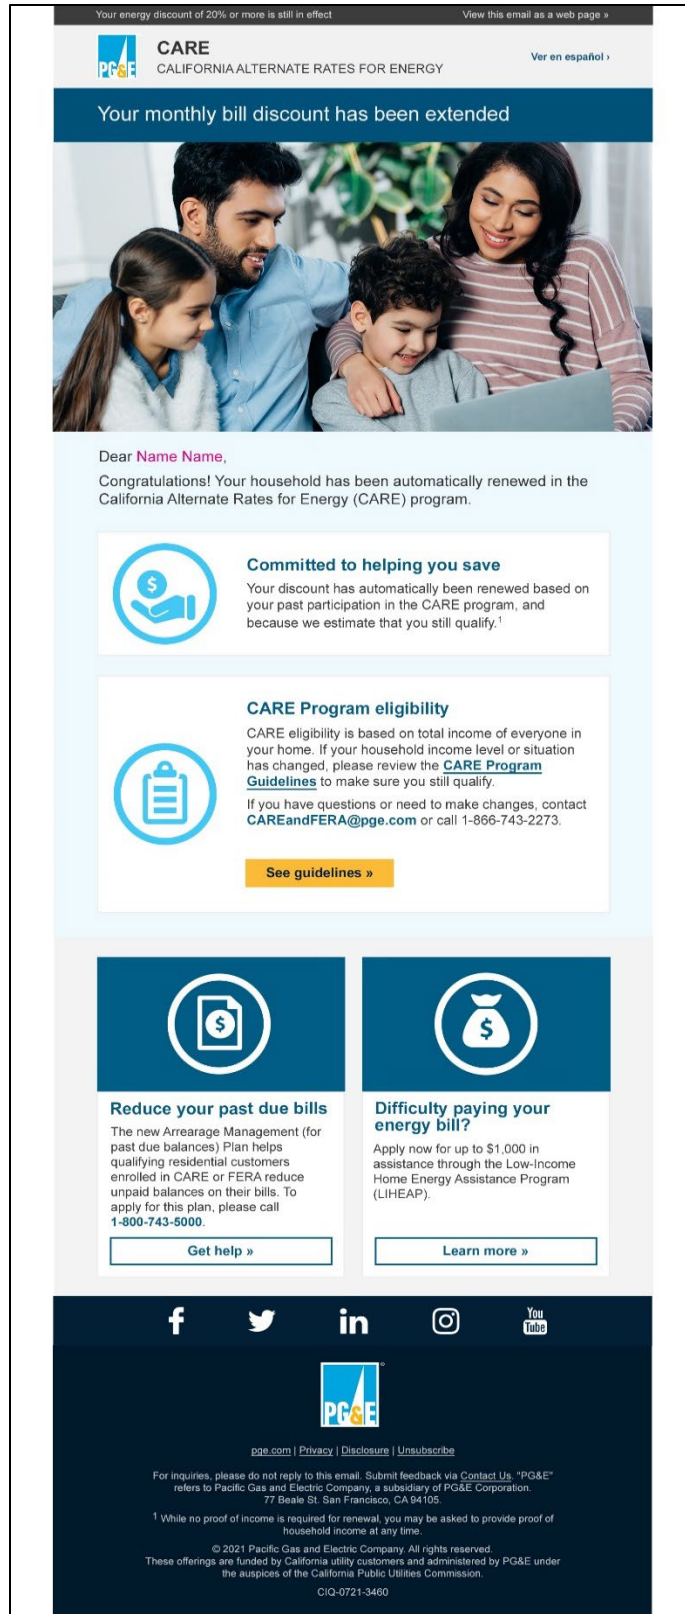 Your energy discount of 20% or more is still in effect
View this email as a web page »
PG&E
CARE
CALIFORNIA ALTERNATE RATES FOR ENERGY
Ver en español ›
Your monthly bill discount has been extended
Dear Name Name,
Congratulations! Your household has been automatically renewed in the
California Alternate Rates for Energy (CARE) program.
$
Committed to helping you save
Your discount has automatically been renewed based on
your past participation in the CARE program, and
because we estimate that you still qualify.1
CARE Program eligibility
CARE eligibility is based on total income of everyone in
your home. If your household income level or situation
has changed, please review the CARE Program
Guidelines to make sure you still qualify.
If you have questions or need to make changes, contact
CAREandFERA@pge.com or call 1-866-743-2273.
See guidelines »
$
Reduce your past due bills
The new Arrearage Management (for
past due balances) Plan helps
qualifying residential customers
enrolled in CARE or FERA reduce
unpaid balances on their bills. To
apply for this plan, please call
1-800-743-5000.
Get help »
$
Difficulty paying your
energy bill?
Apply now for up to $1,000 in
assistance through the Low-Income
Home Energy Assistance Program
(LIHEAP).
Learn more »
f
in
You
Tube
PG&E
pge.com | Privacy | Disclosure | Unsubscribe
For inquiries, please do not reply to this email. Submit feedback via Contact Us. "PG&E"
refers to Pacific Gas and Electric Company, a subsidiary of PG&E Corporation.
77 Beale St. San Francisco, CA 94105.
1 While no proof of income is required for renewal, you may be asked to provide proof of
household income at any time.
© 2021 Pacific Gas and Electric Company. All rights reserved.
These offerings are funded by California utility customers and administered by PG&E under
the auspices of the California Public Utilities Commission.
CIQ-0721-3460